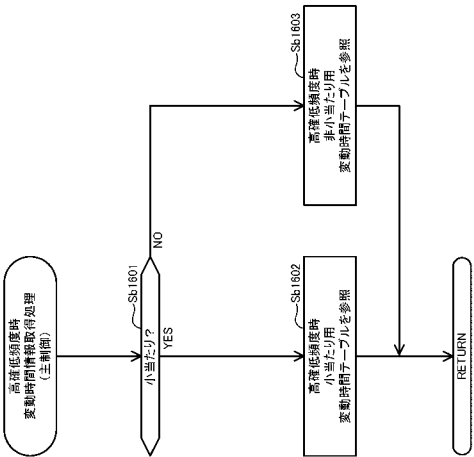 高確低頻度時
変動時間情報取得処理
(主制御)
Sb1601
小当たり?
NO
YES
Sb1602
高確低頻度時
小当たり用
変動時間テーブルを参照
Sb1603
高確低頻度時
非小当たり用
変動時間テーブルを参照
RETURN